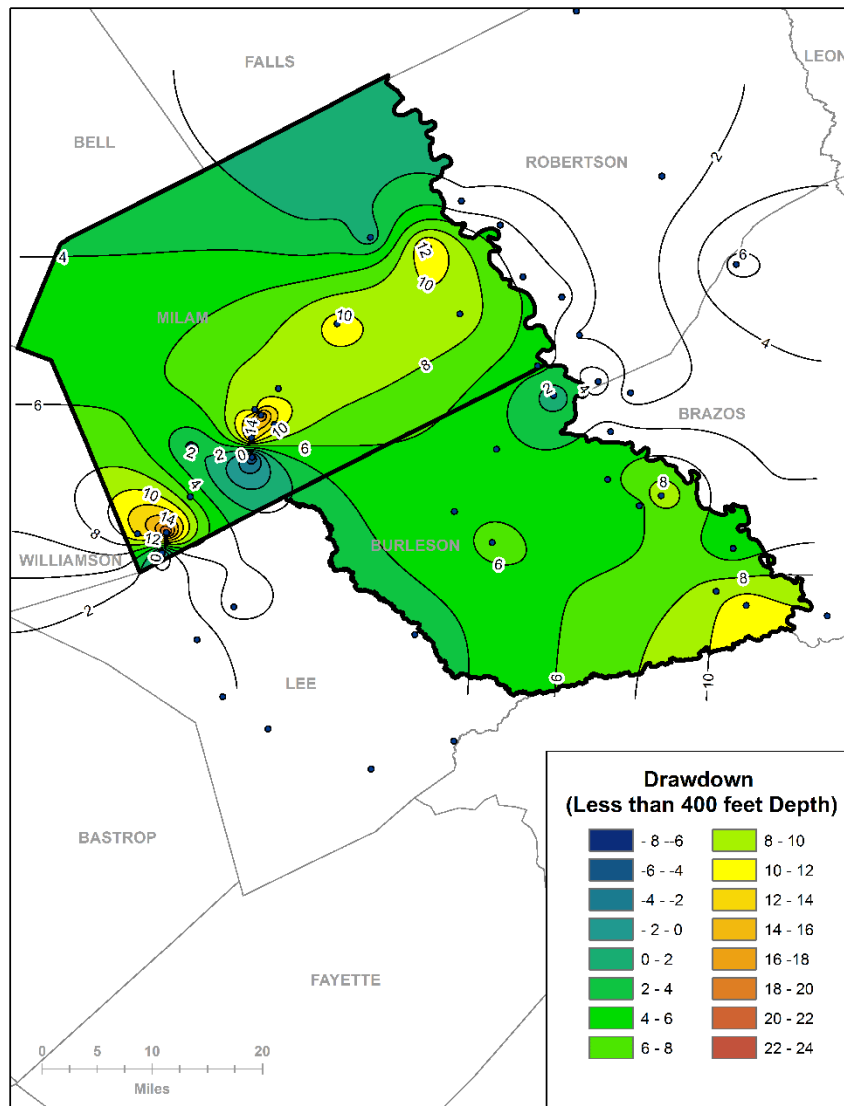 FALLS
LEON
BELL
ROBERTSON
2
12
6
4
10
MILAM
10
4
8
6
14
10
2
4
BRAZOS
2
2
0
6
4
10
8
14
8
12
BURLESON
WILLIAMSON
0
6
8
2
LEE
6
-10
Drawdown
(Less than 400 feet Depth)
- 8 --6
8 - 10
-6 - -4
10 - 12
-4 - -2
12 - 14
- 2 - 0
14 - 16
0 - 2
16 -18
2 - 4
18 - 20
4 - 6
20 - 22
6 - 8
22 - 24
BASTROP
FAYETTE
0 5 10 20
Miles